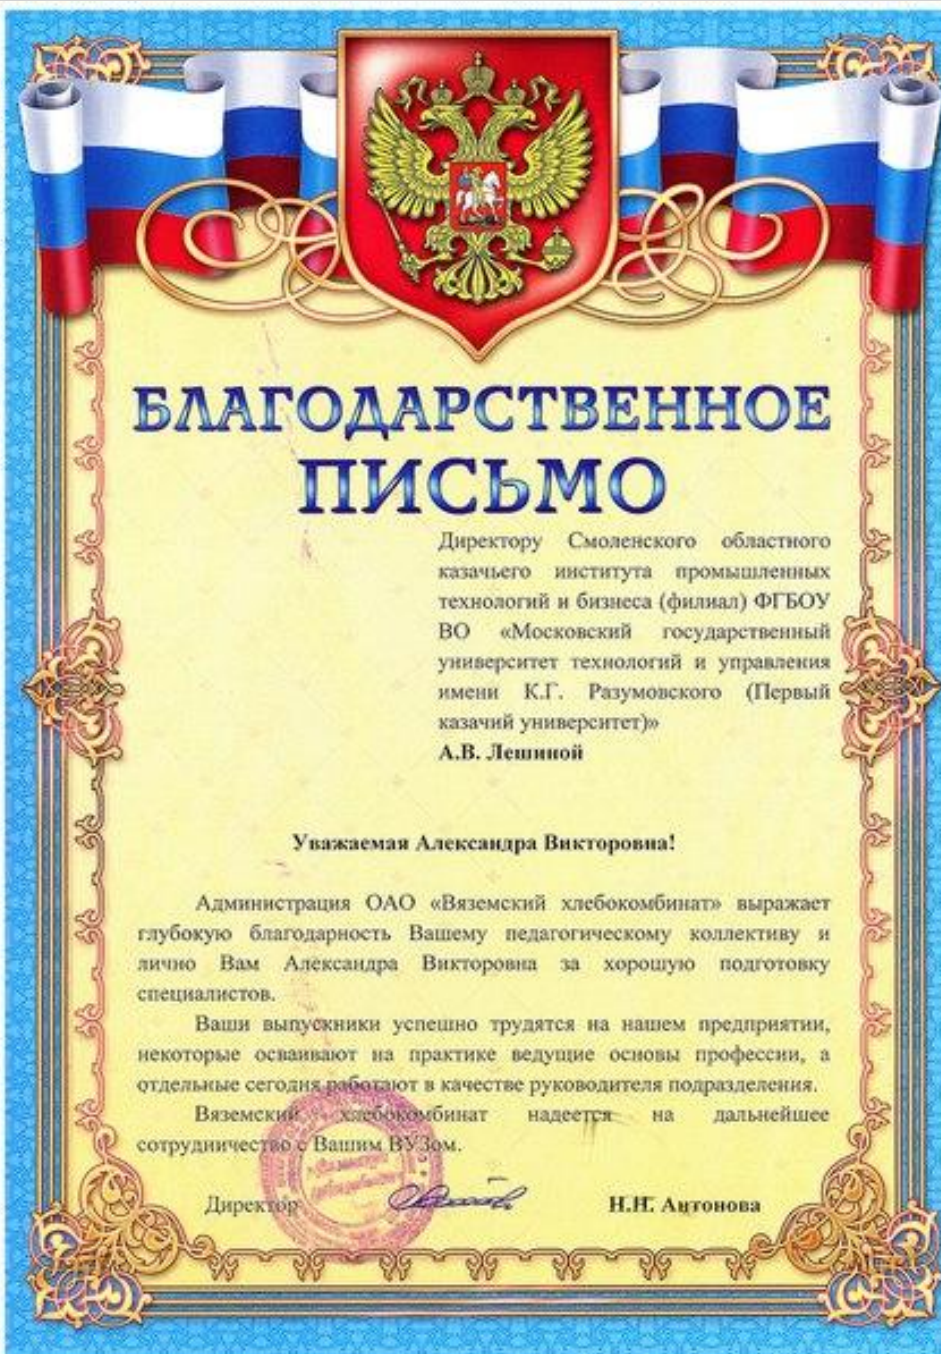 БЛАГОДАРСТВЕННОЕ
ПИСЬМО
Директору Смоленского областного
казачьего института промышленных
технологий и бизнеса (филиал) ФГБОУ
ВО «Московский государственный
университет технологий и управления
имени К.Г. Разумовского (Первый
казачий университет)»
А.В. Лешиной
Уважаемая Александра Викторовна!
Администрация ОАО «Вяземский хлебокомбинат» выражает
глубокую благодарность Вашему педагогическому коллективу и
лично Вам Александра Викторовна за хорошую подготовку
специалистов.
Ваши выпускники успешно трудятся на нашем предприятии,
некоторые осваивают на практике ведущие основы профессии, а
отдельные сегодня работают в качестве руководителя подразделения.
Вяземский хлебокомбинат надеется на дальнейшее
сотрудничество с Вашим ВУЗом.
Директор Н.Н. Антонова